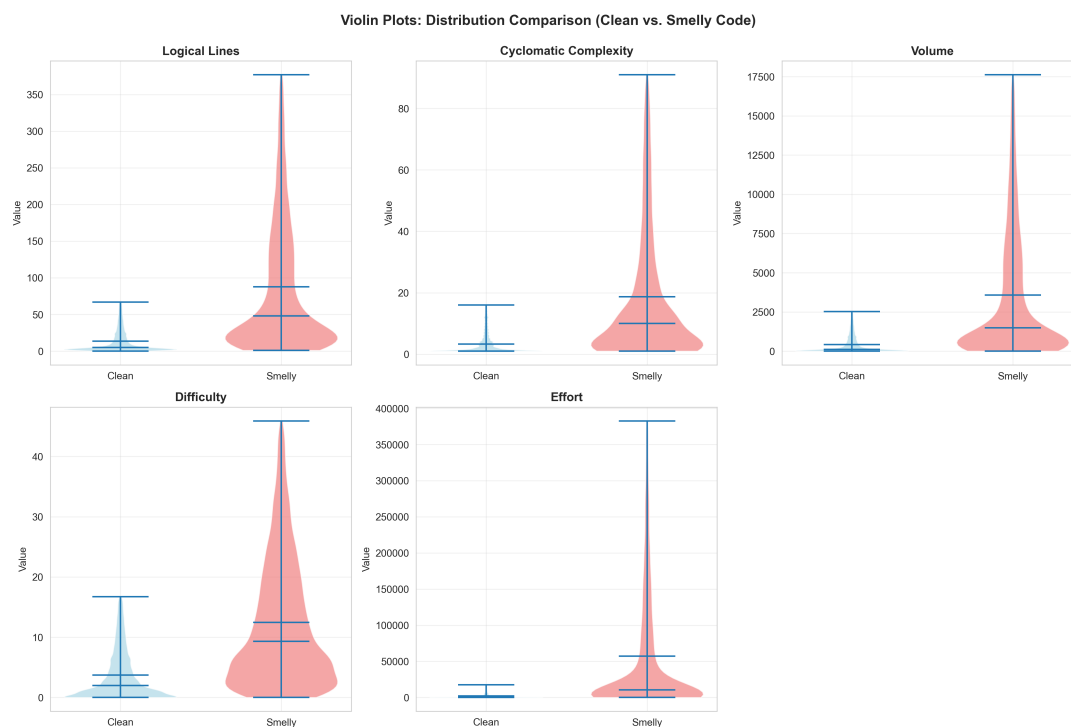 Violin Plots: Distribution Comparison (Clean vs. Smelly Code)
Logical Lines
Value
350
300
250
200
150
100
50
0
Clean
Smelly
Cyclomatic Complexity
Value
80
60
40
20
0
Clean
Smelly
Volume
Value
17500
15000
12500
10000
7500
5000
2500
0
Clean
Smelly
Difficulty
Value
40
30
20
10
0
Clean
Smelly
Effort
Value
400000
350000
300000
250000
200000
150000
100000
50000
0
Clean
Smelly